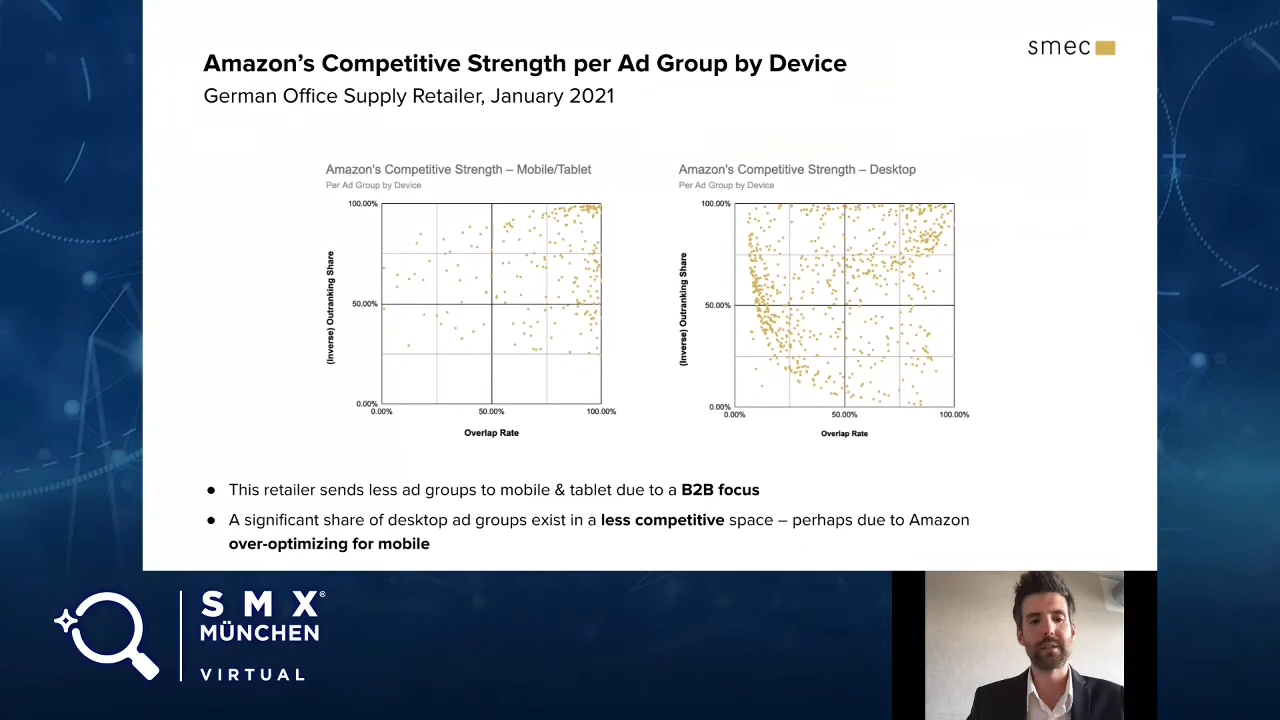 smec
Amazon's Competitive Strength per Ad Group by Device
German Office Supply Retailer, January 2021
Amazon's Competitive Strength – Mobile/Tablet
Per Ad Group by Device
100.00%
50.00%
0.00%
(Inverse) Outranking Share
0.00%
50.00%
100.00%
Overlap Rate
Amazon's Competitive Strength – Desktop
Per Ad Group by Device
100.00%
50.00%
0.00%
(Inverse) Outranking Share
0.00%
50.00%
100.00%
Overlap Rate
● This retailer sends less ad groups to mobile & tablet due to a B2B focus
● A significant share of desktop ad groups exist in a less competitive space – perhaps due to Amazon
over-optimizing for mobile
SMX®
MÜNCHEN
VIRTUAL